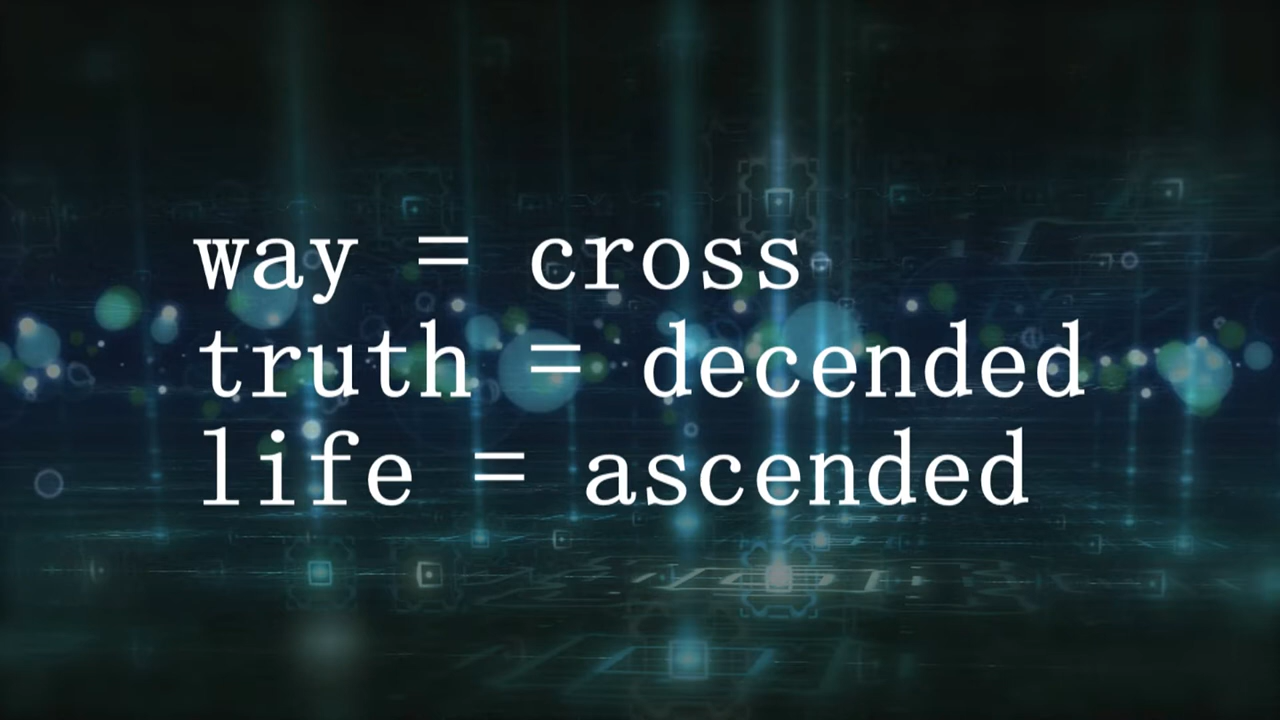 way = cross
truth = decended
life = ascended